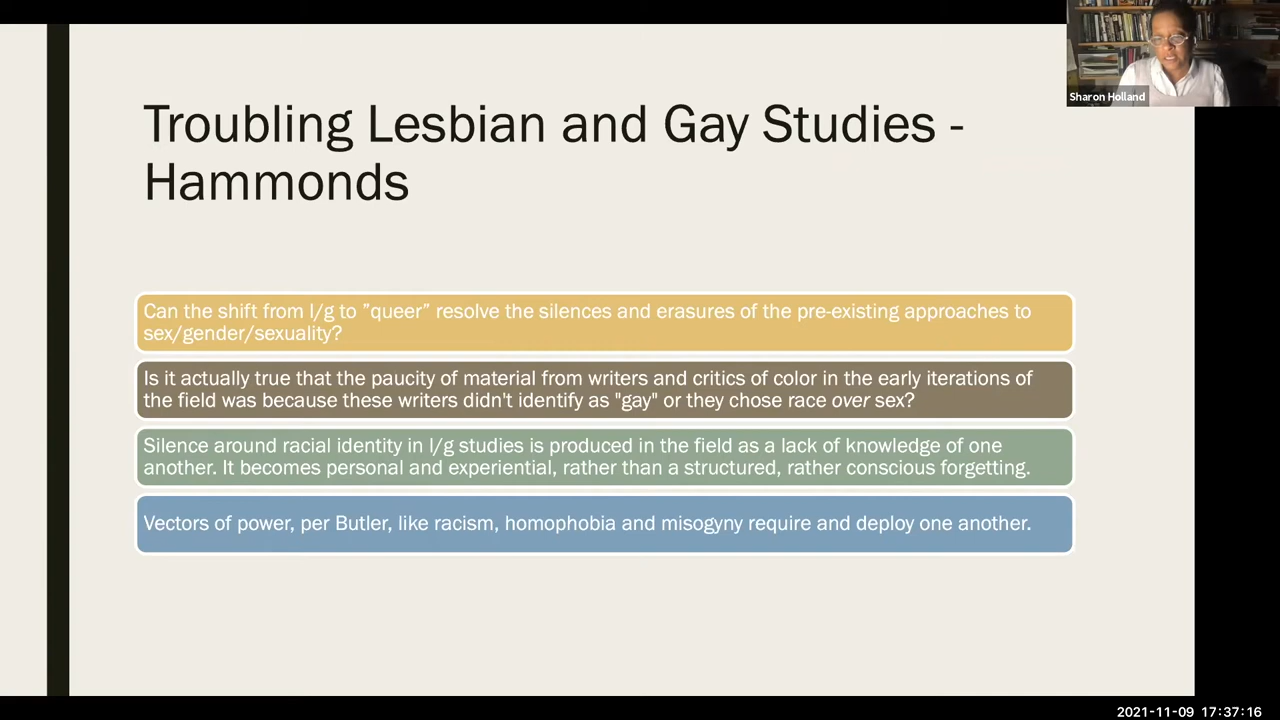 Sharon Holland
Troubling Lesbian and Gay Studies -
Hammonds
Can the shift from l/g to ”queer” resolve the silences and erasures of the pre-existing approaches to
sex/gender/sexuality?
Is it actually true that the paucity of material from writers and critics of color in the early iterations of
the field was because these writers didn't identify as "gay" or they chose race over sex?
Silence around racial identity in l/g studies is produced in the field as a lack of knowledge of one
another. It becomes personal and experiential, rather than a structured, rather conscious forgetting.
Vectors of power, per Butler, like racism, homophobia and misogyny require and deploy one another.
2021-11-09 17:37:16